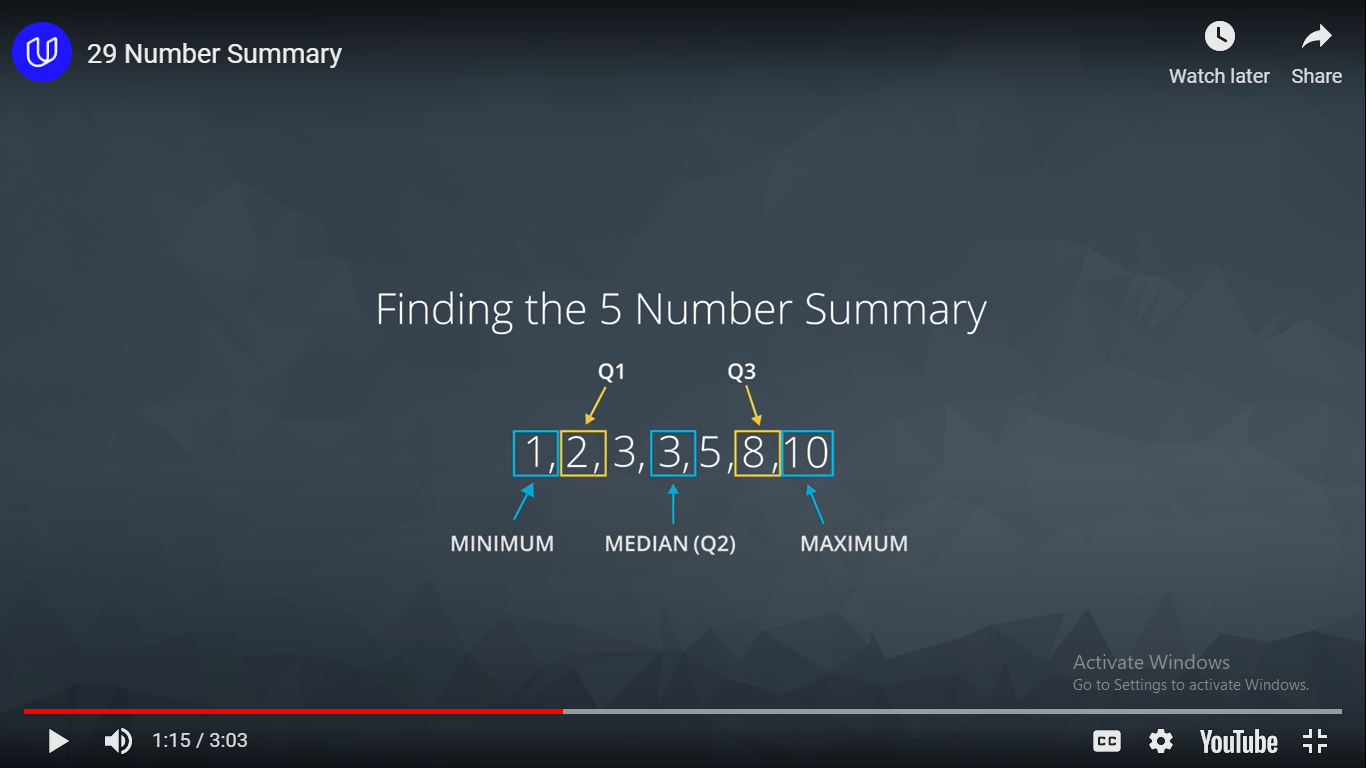 29 Number Summary
Watch later
Share
Finding the 5 Number Summary
Q1
Q3
1, 2, 3, 3, 5, 8, 10
MINIMUM
MEDIAN (Q2)
MAXIMUM
Activate Windows
Go to Settings to activate Windows.
1:15 / 3:03
CC
YouTube